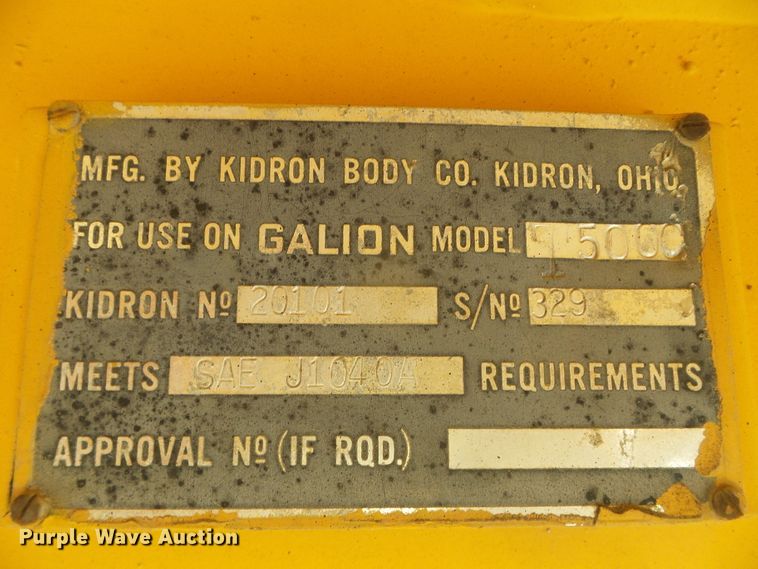 MFG. BY KIDRON BODY CO. KIDRON, OHIO
FOR USE ON GALION MODEL T500C
KIDRON Nº 20101 S/Nº 329
MEETS SAE J1040A REQUIREMENTS
APPROVAL Nº (IF RQD.)
Purple Wave Auction